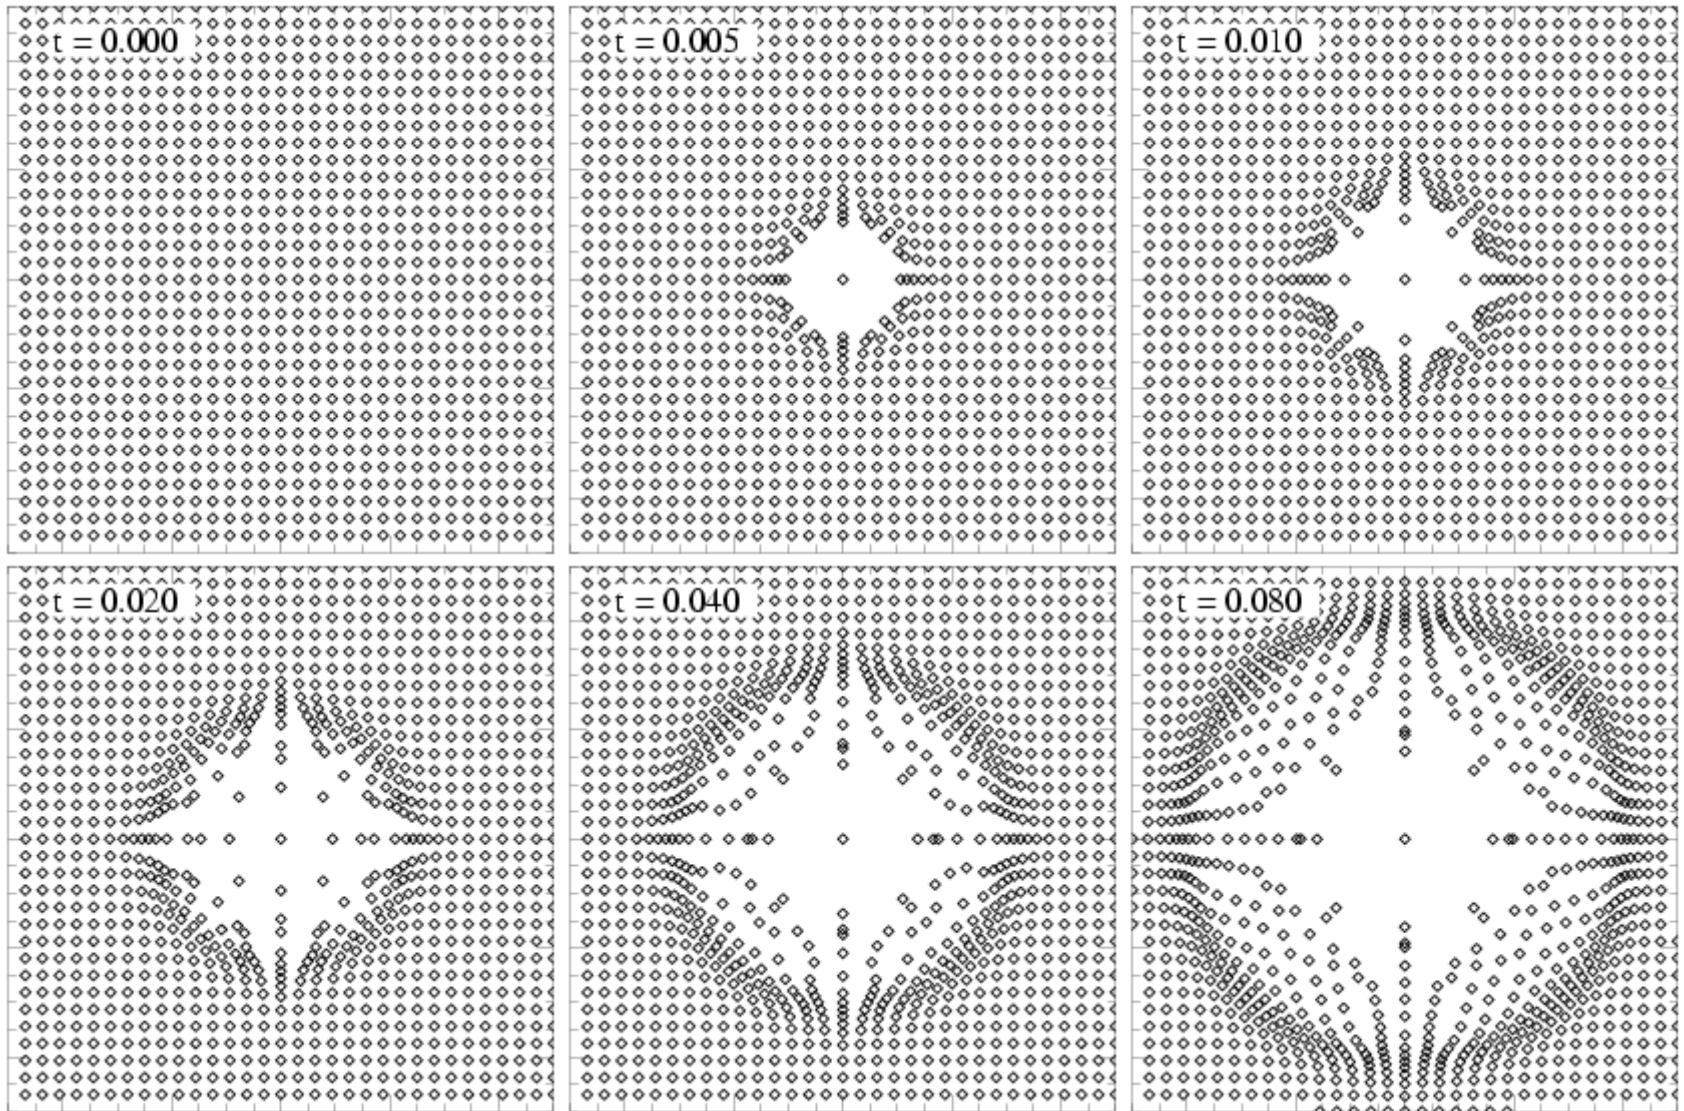 t = 0.000
t = 0.005
t = 0.010
t = 0.020
t = 0.040
t = 0.080